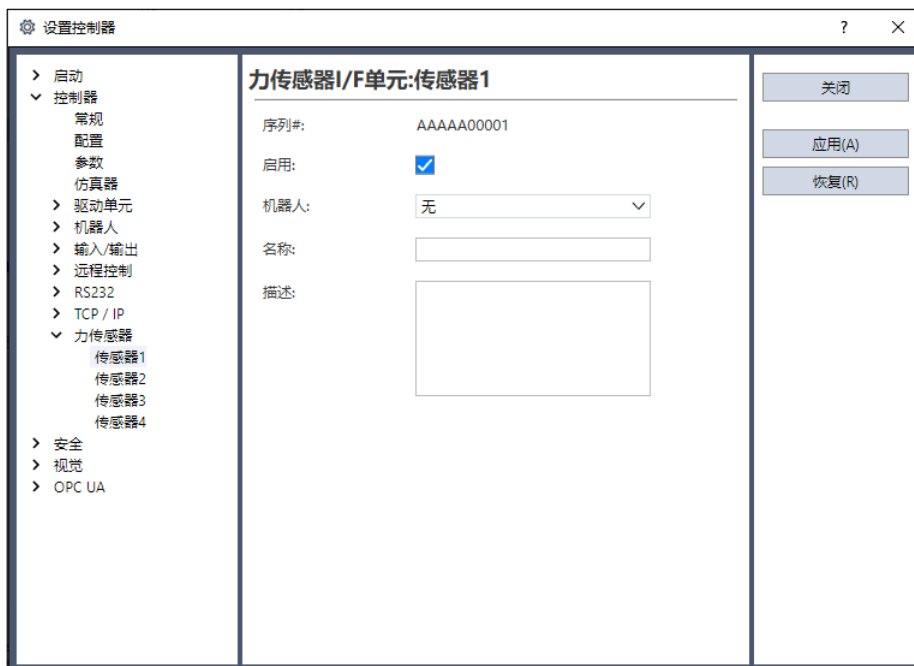 设置控制器
?
启动
控制器
常规
配置
参数
仿真器
驱动单元
机器人
输入/输出
远程控制
RS232
TCP / IP
力传感器
传感器1
传感器2
传感器3
传感器4
安全
视觉
OPC UA
力传感器I/F单元:传感器1
序列#: AAAAA00001
启用:
机器人: 无
名称:
描述:
关闭
应用(A)
恢复(R)